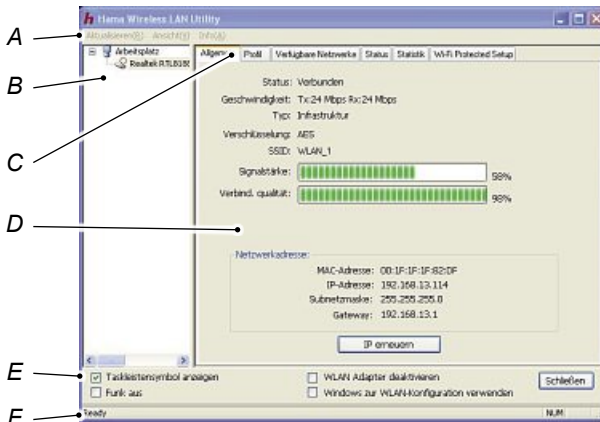 Hama Wireless LAN Utility
A
Aktualisieren(R) Ansicht(Y) Info(A)
B
Arbeitsplatz
Realtek RTL818
C
Allgem Profil Verfügbare Netzwerke Status Statistik Wi-Fi Protected Setup
Status: Verbunden
Geschwindigkeit: Tx:24 Mbps Rx:24 Mbps
Typ: Infrastruktur
Verschlüsselung: AES
SSID: WLAN_1
Signalstärke: 58%
Verbind. qualität: 98%
D
Netzwerkadresse:
MAC-Adresse: 00:1F:1F:1F:82:DF
IP-Adresse: 192.168.13.114
Subnetzmaske: 255.255.255.0
Gateway: 192.168.13.1
IP erneuern
E
Taskleistensymbol anzeigen WLAN Adapter deaktivieren Schließen
Funk aus Windows zur WLAN-Konfiguration verwenden
F
Ready NUM